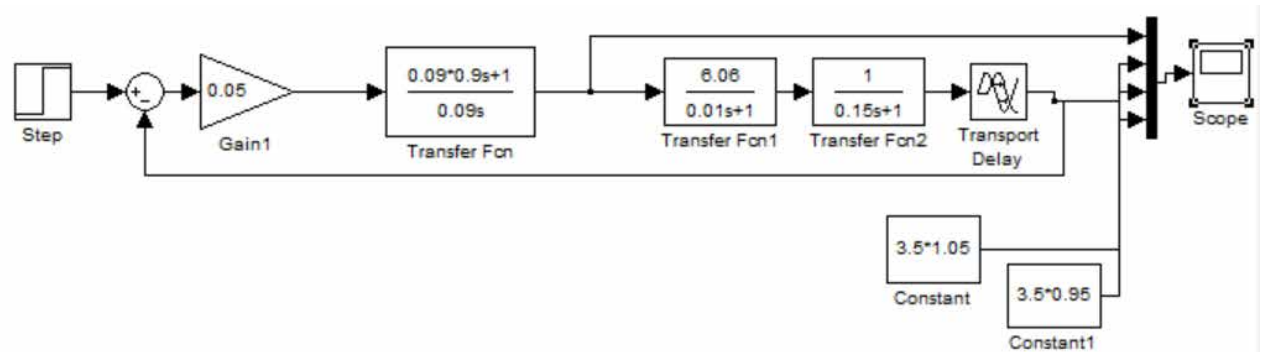 Step
0.05
Gain1
0.09*0.9s+1
0.09s
Transfer Fcn
6.06
0.01s+1
Transfer Fcn1
1
0.15s+1
Transfer Fcn2
Transport
Delay
Scope
3.5*1.05
Constant
3.5*0.95
Constant1